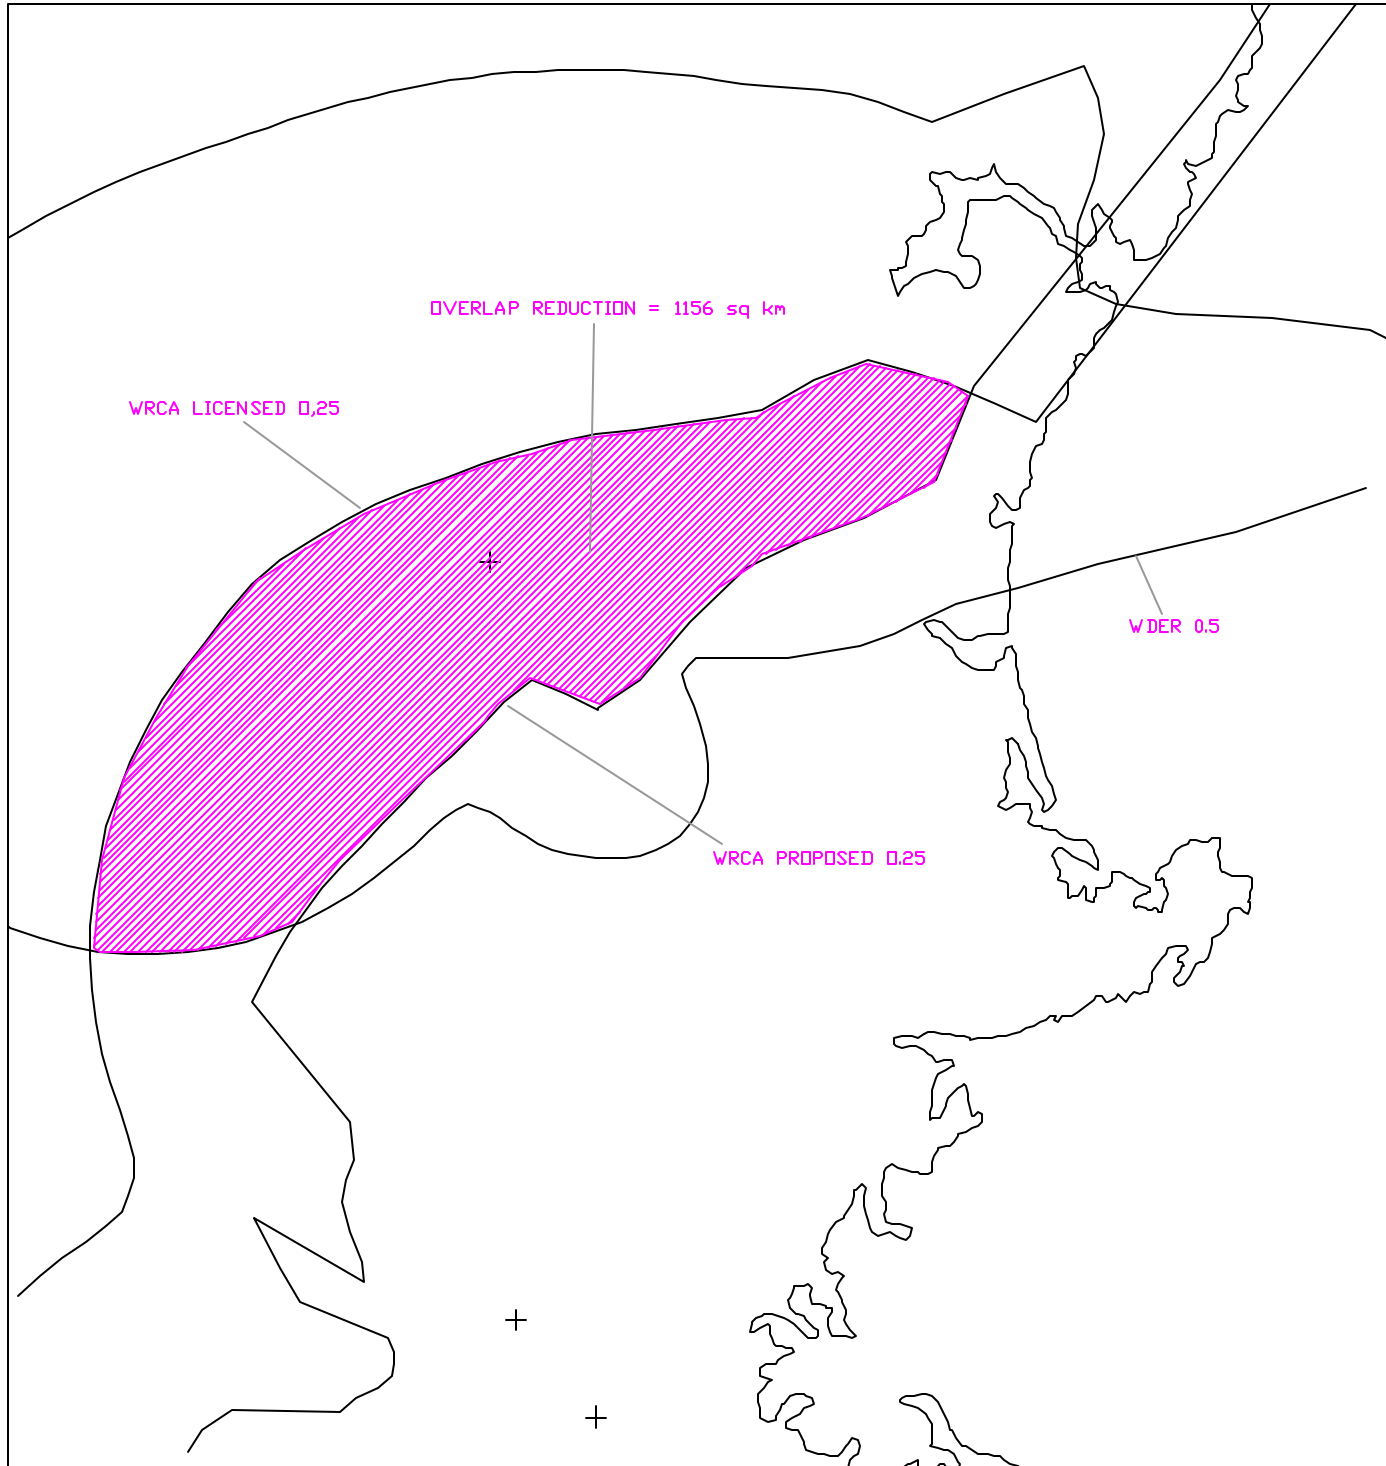 OVERLAP REDUCTION = 1156 sq km
WRCA LICENSED 0,25
WDER 0.5
WRCA PROPOSED 0.25